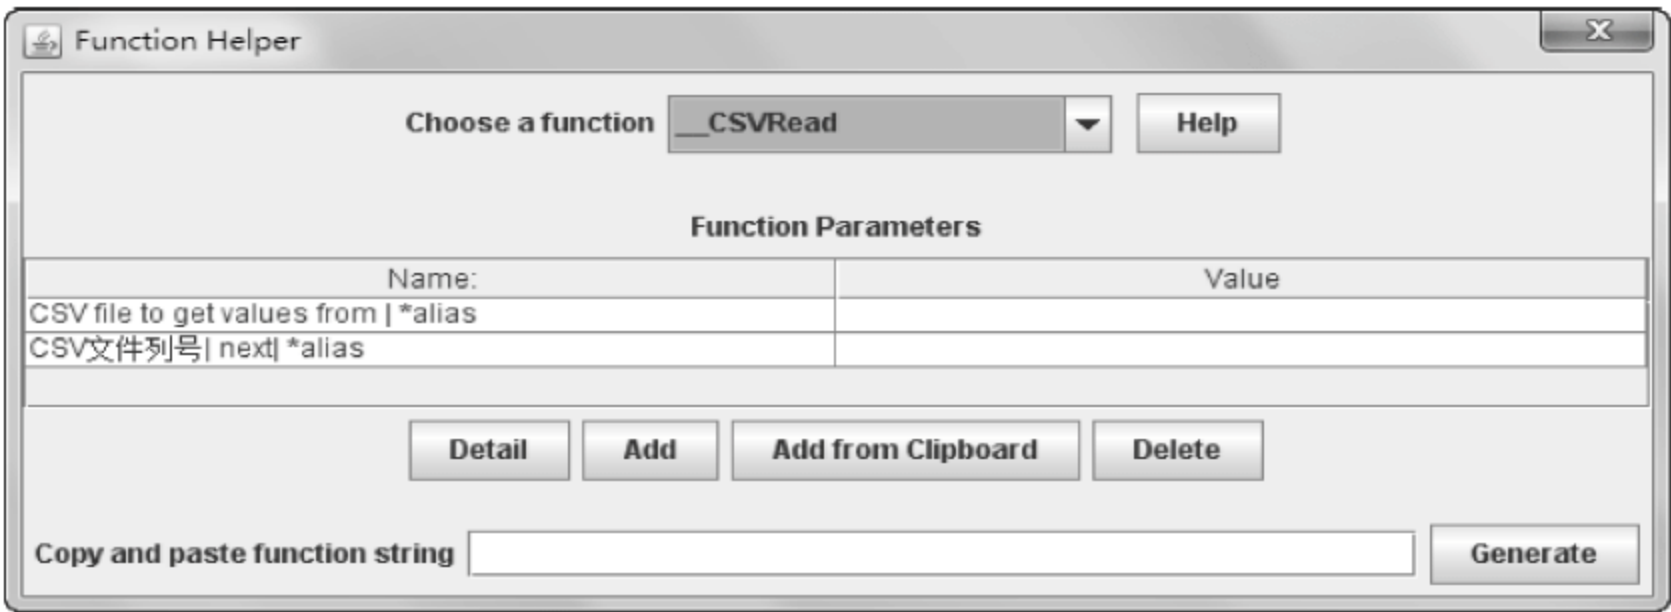 Function Helper
Choose a function __CSVRead Help
Function Parameters
Name: Value
CSV file to get values from | *alias
CSV文件列号| next| *alias
Detail Add Add from Clipboard Delete
Copy and paste function string Generate